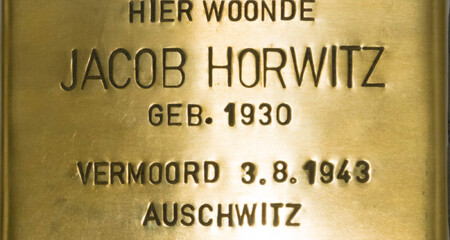 HIER WOONDE
JACOB HORWITZ
GEB. 1930
VERMOORD 3.8.1943
AUSCHWITZ